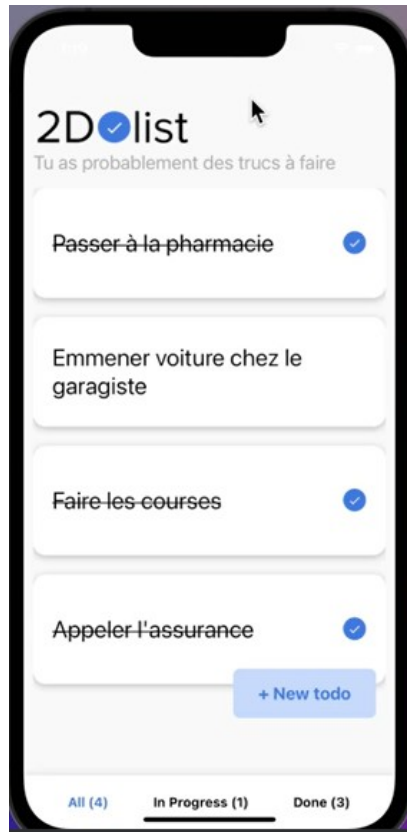 2D✓list
Tu as probablement des trucs à faire
Passer à la pharmacie
Emmener voiture chez le
garagiste
Faire les courses
Appeler l'assurance
+ New todo
All (4) In Progress (1) Done (3)